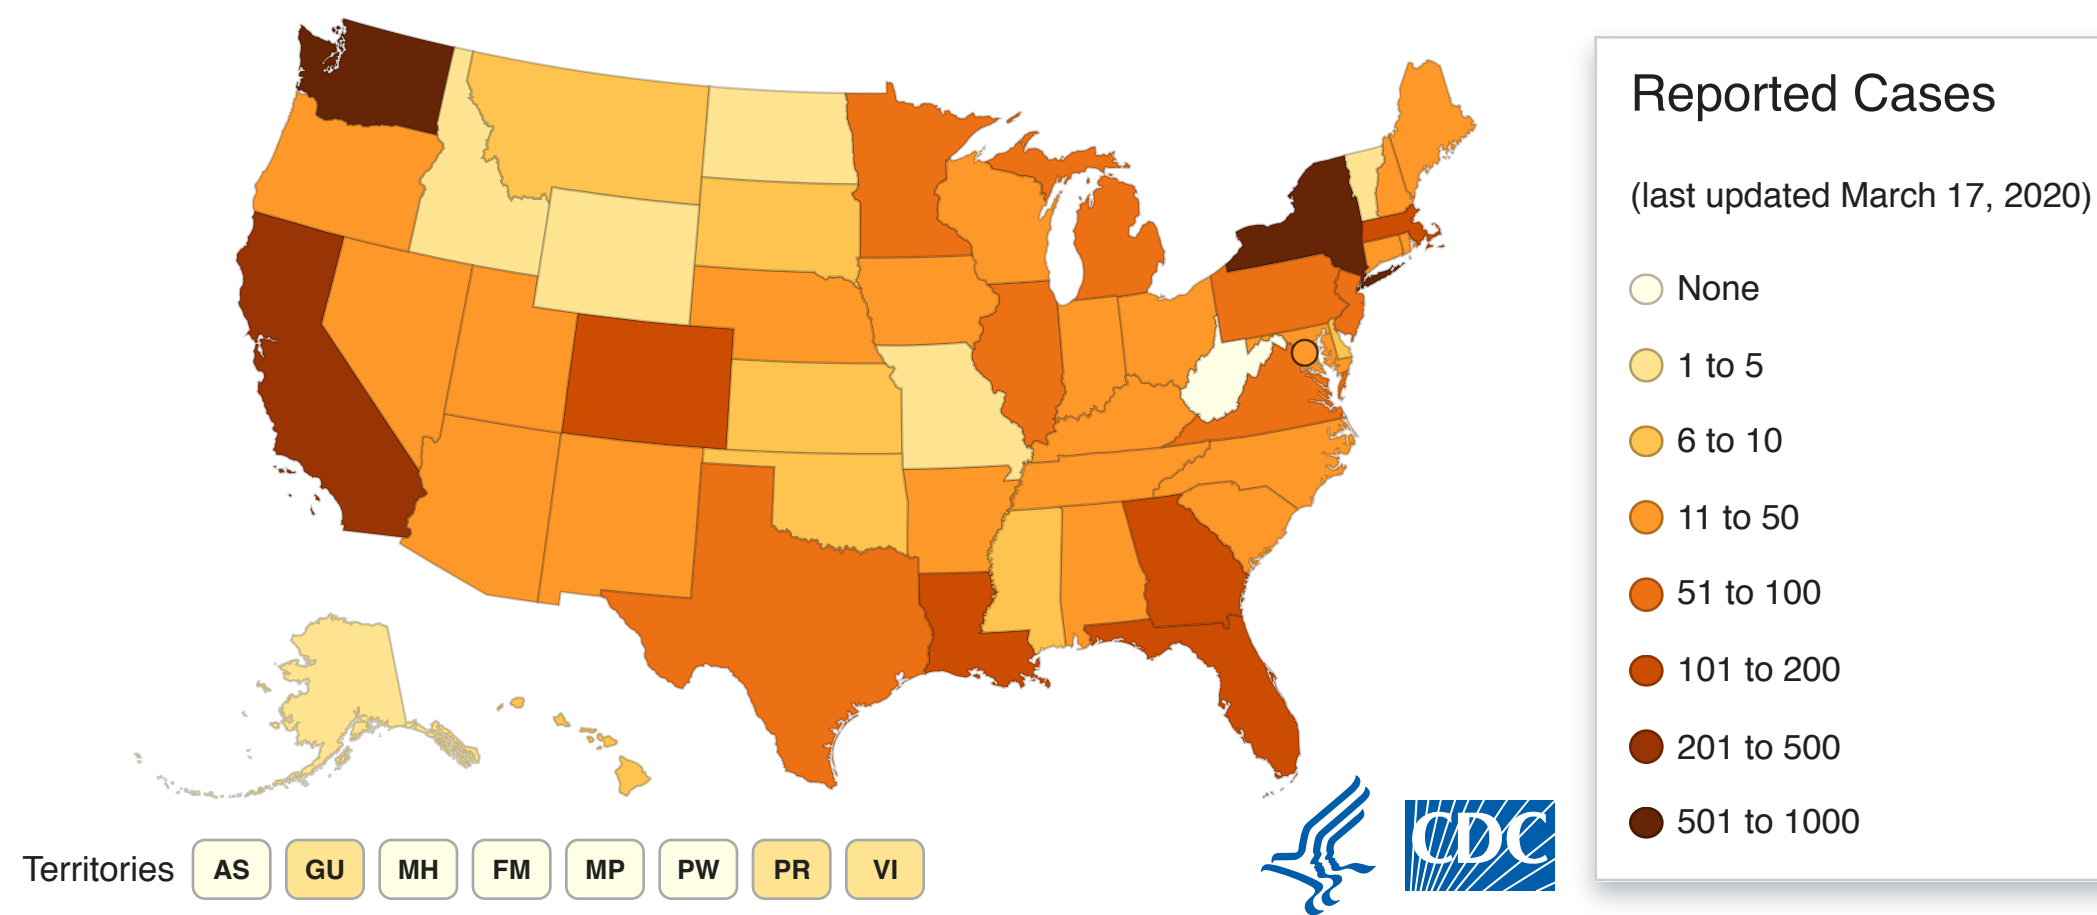 Reported Cases
(last updated March 17, 2020)
None
1 to 5
6 to 10
11 to 50
51 to 100
101 to 200
201 to 500
501 to 1000
Territories AS GU MH FM MP PW PR VI
CDC